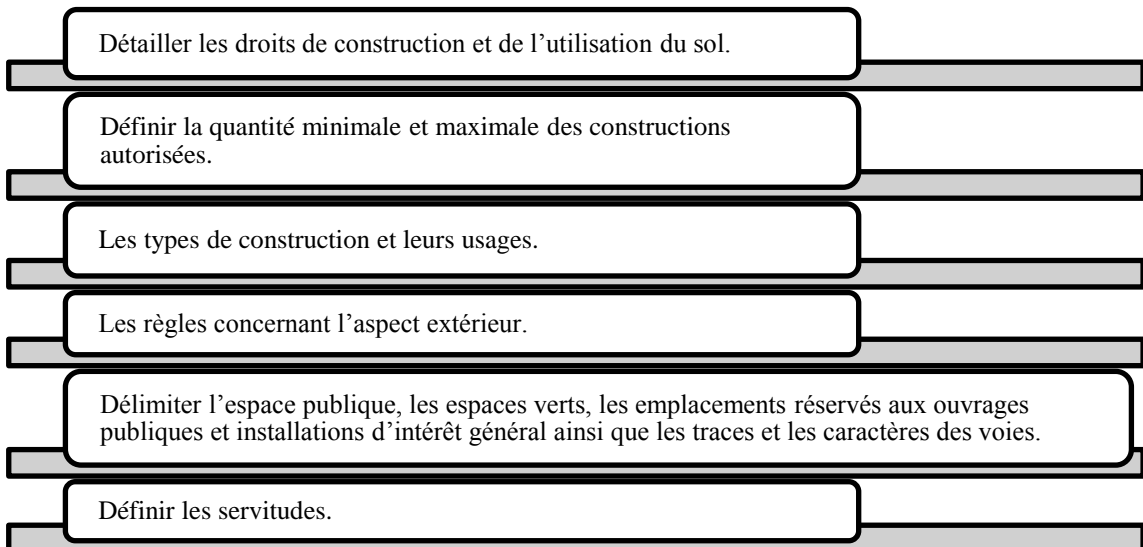 Détailler les droits de construction et de l’utilisation du sol.
Définir la quantité minimale et maximale des constructions
autorisées.
Les types de construction et leurs usages.
Les règles concernant l’aspect extérieur.
Délimiter l’espace publique, les espaces verts, les emplacements réservés aux ouvrages
publiques et installations d’intérêt général ainsi que les traces et les caractères des voies.
Définir les servitudes.